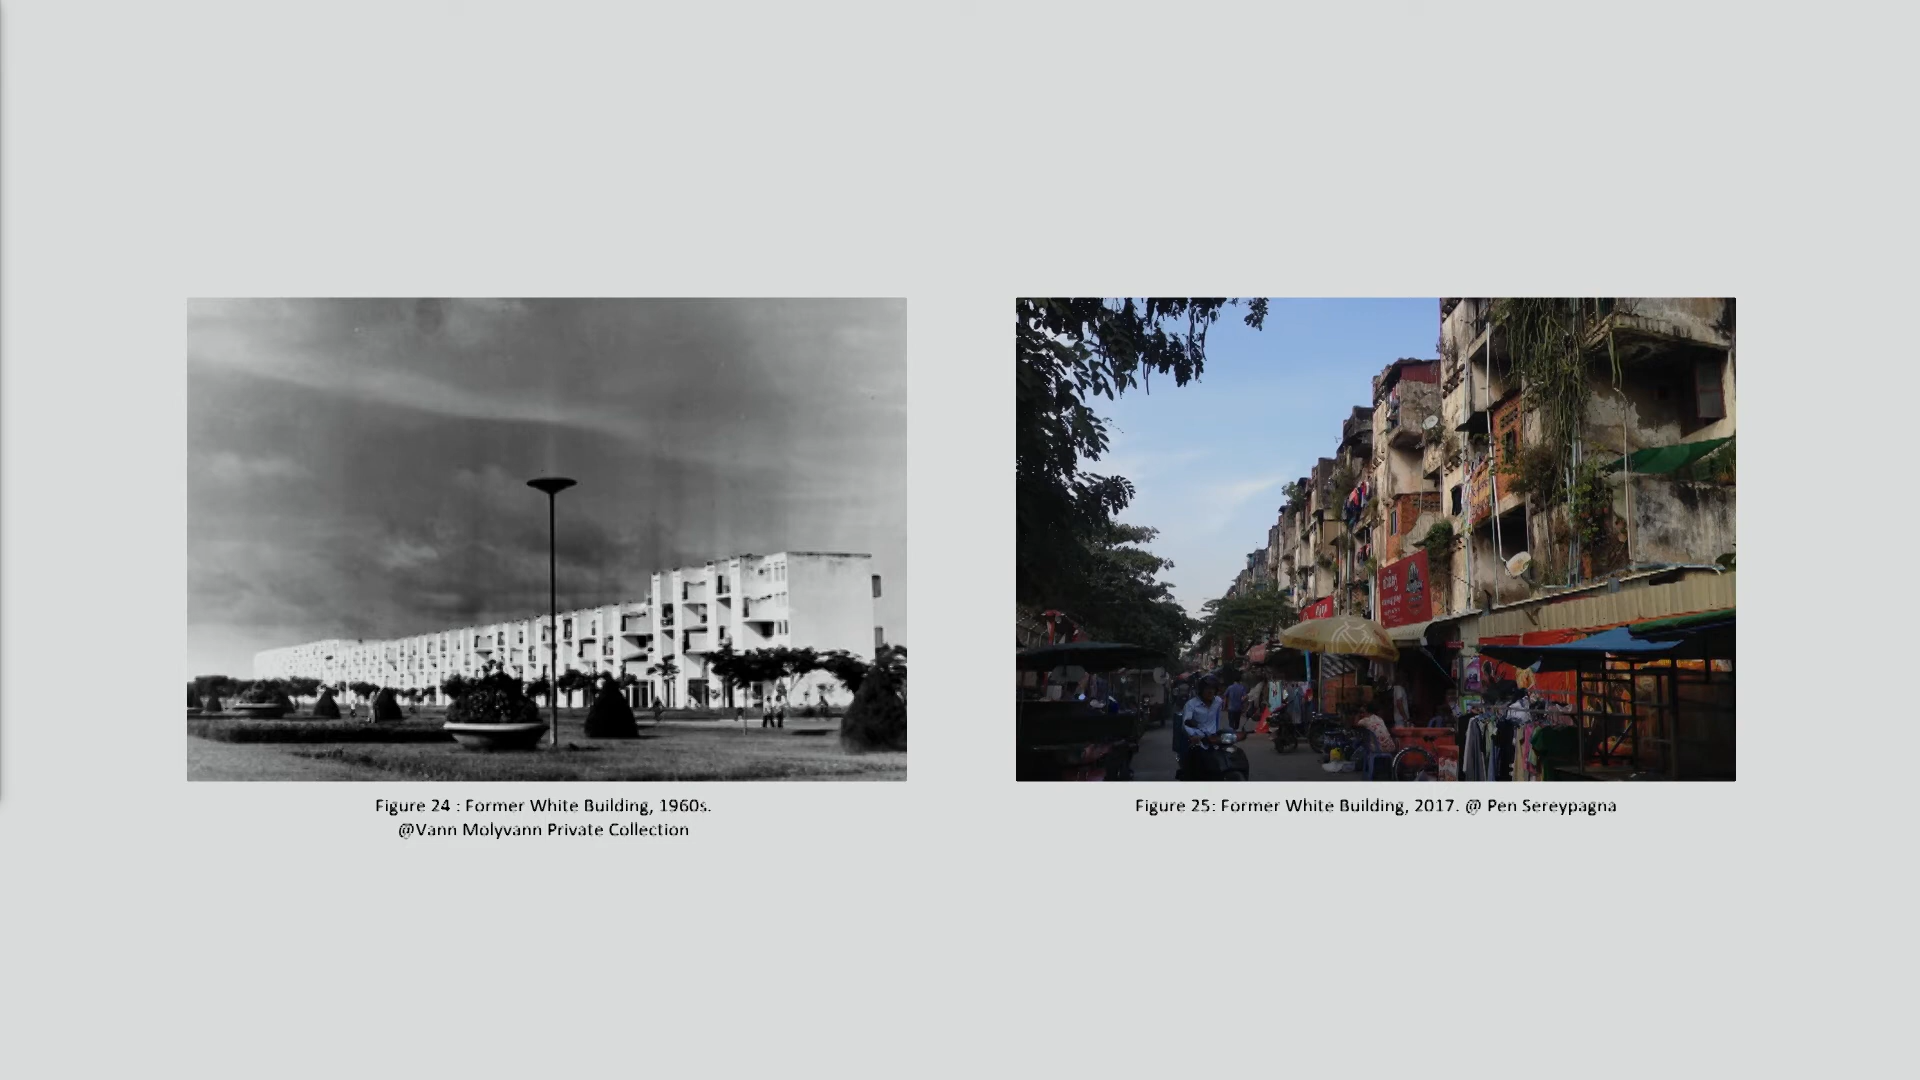 Figure 24 : Former White Building, 1960s.
@Vann Molyvann Private Collection
Figure 25: Former White Building, 2017. @ Pen Sereypagna